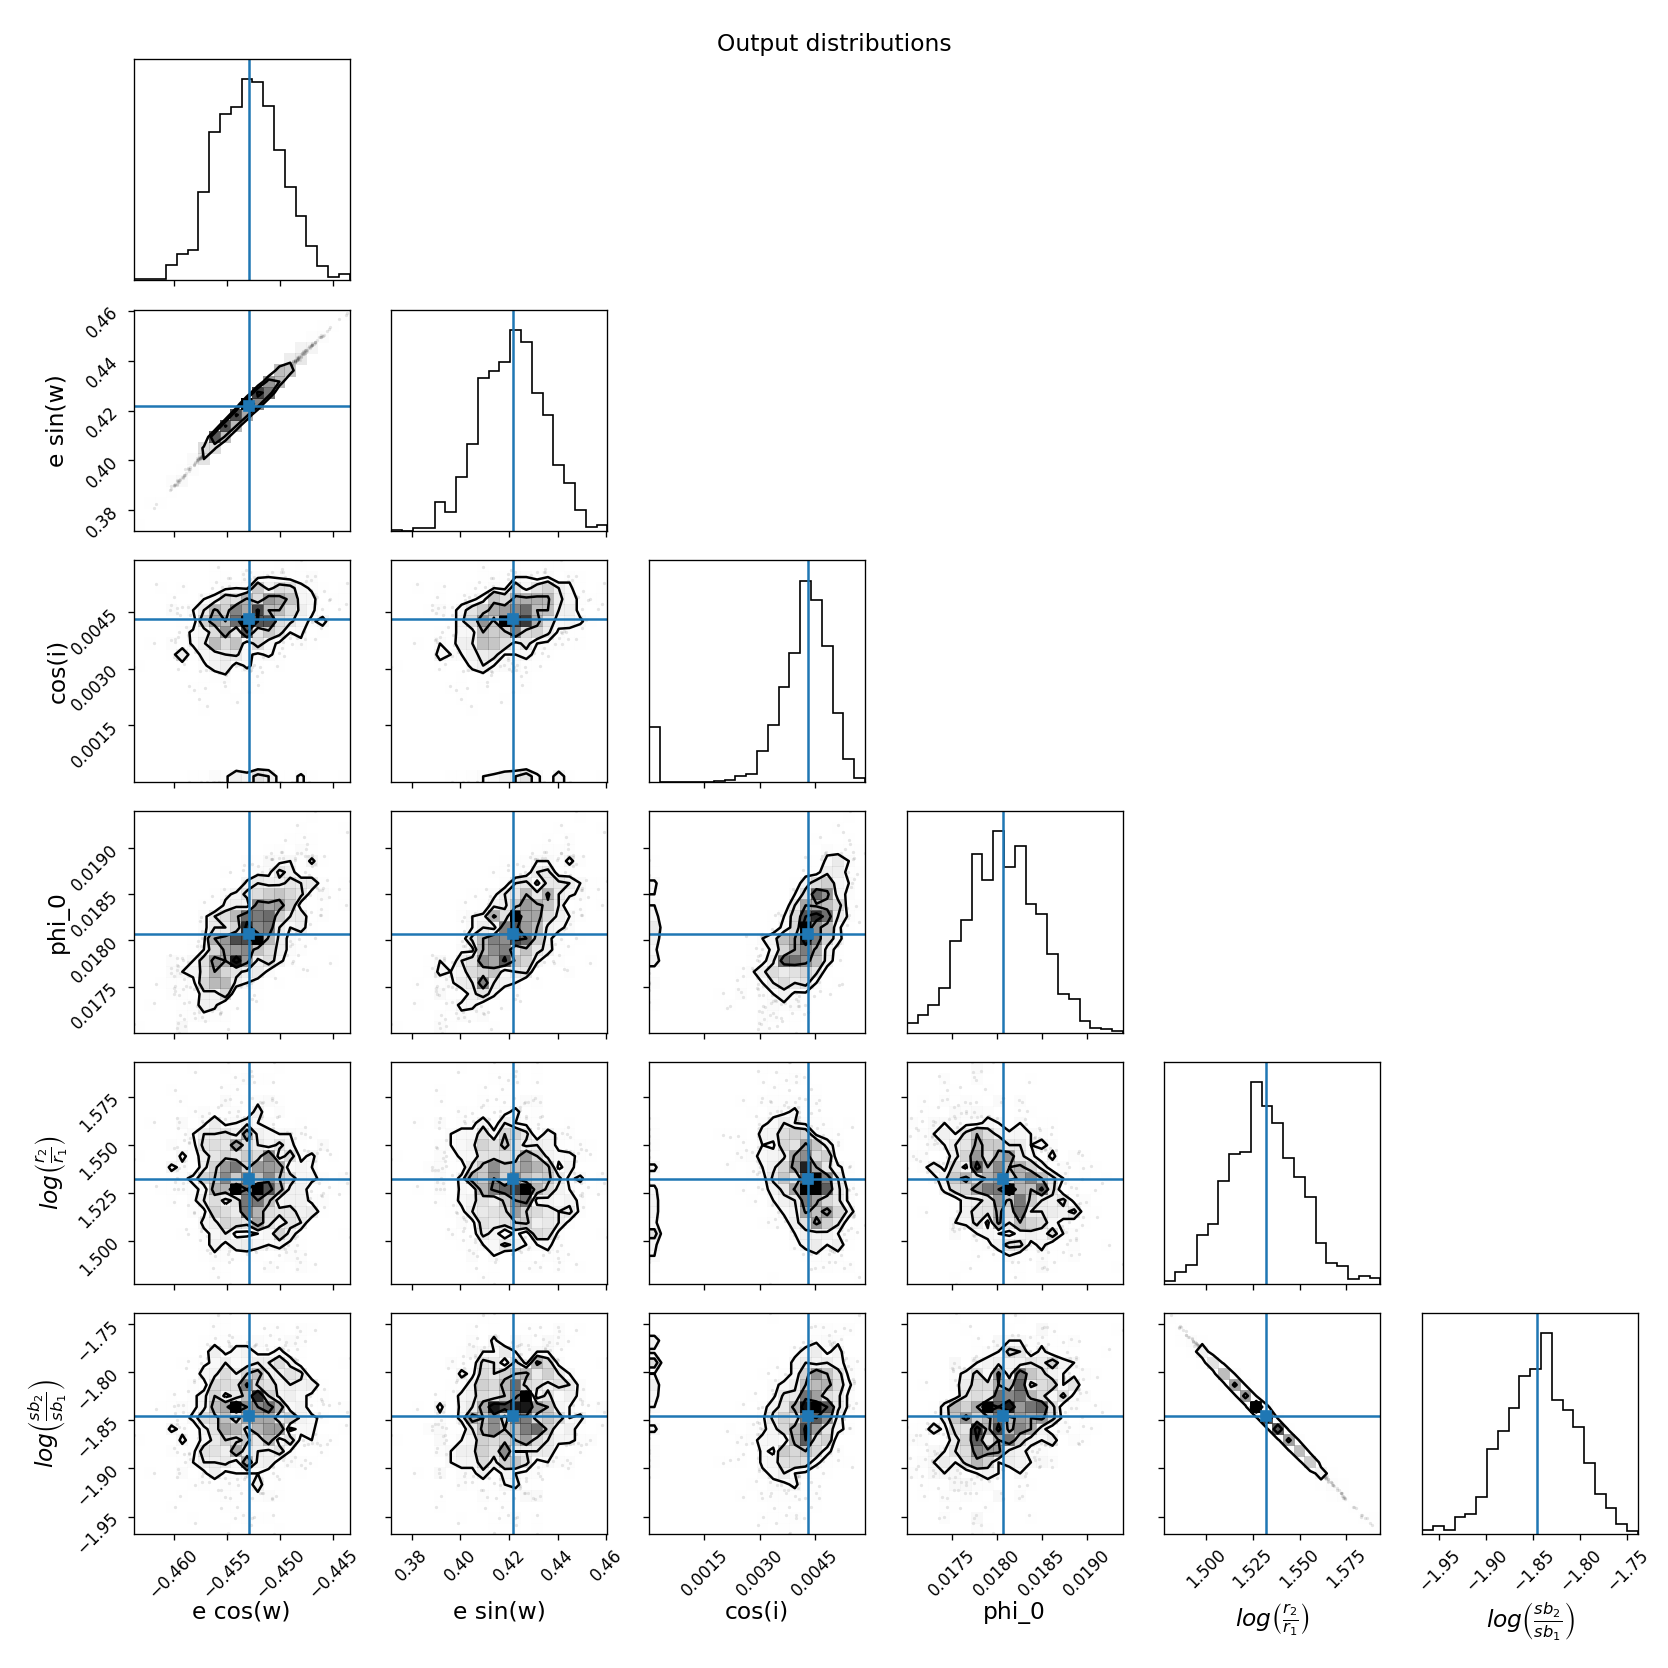 Output distributions
e sin(w)
0.46
0.44
0.42
0.40
0.38
cos(i)
0.0045
0.0030
0.0015
phi_0
0.0190
0.0185
0.0180
0.0175
log(r2/r1)
1.575
1.550
1.525
1.500
log(sb2/sb1)
−1.75
−1.80
−1.85
−1.90
−1.95
−0.460 −0.455 −0.450 −0.445
0.38 0.40 0.42 0.44 0.46
0.0015 0.0030 0.0045
0.0175 0.0180 0.0185 0.0190
1.500 1.525 1.550 1.575
−1.95 −1.90 −1.85 −1.80 −1.75
e cos(w) e sin(w) cos(i) phi_0 log(r2/r1) log(sb2/sb1)